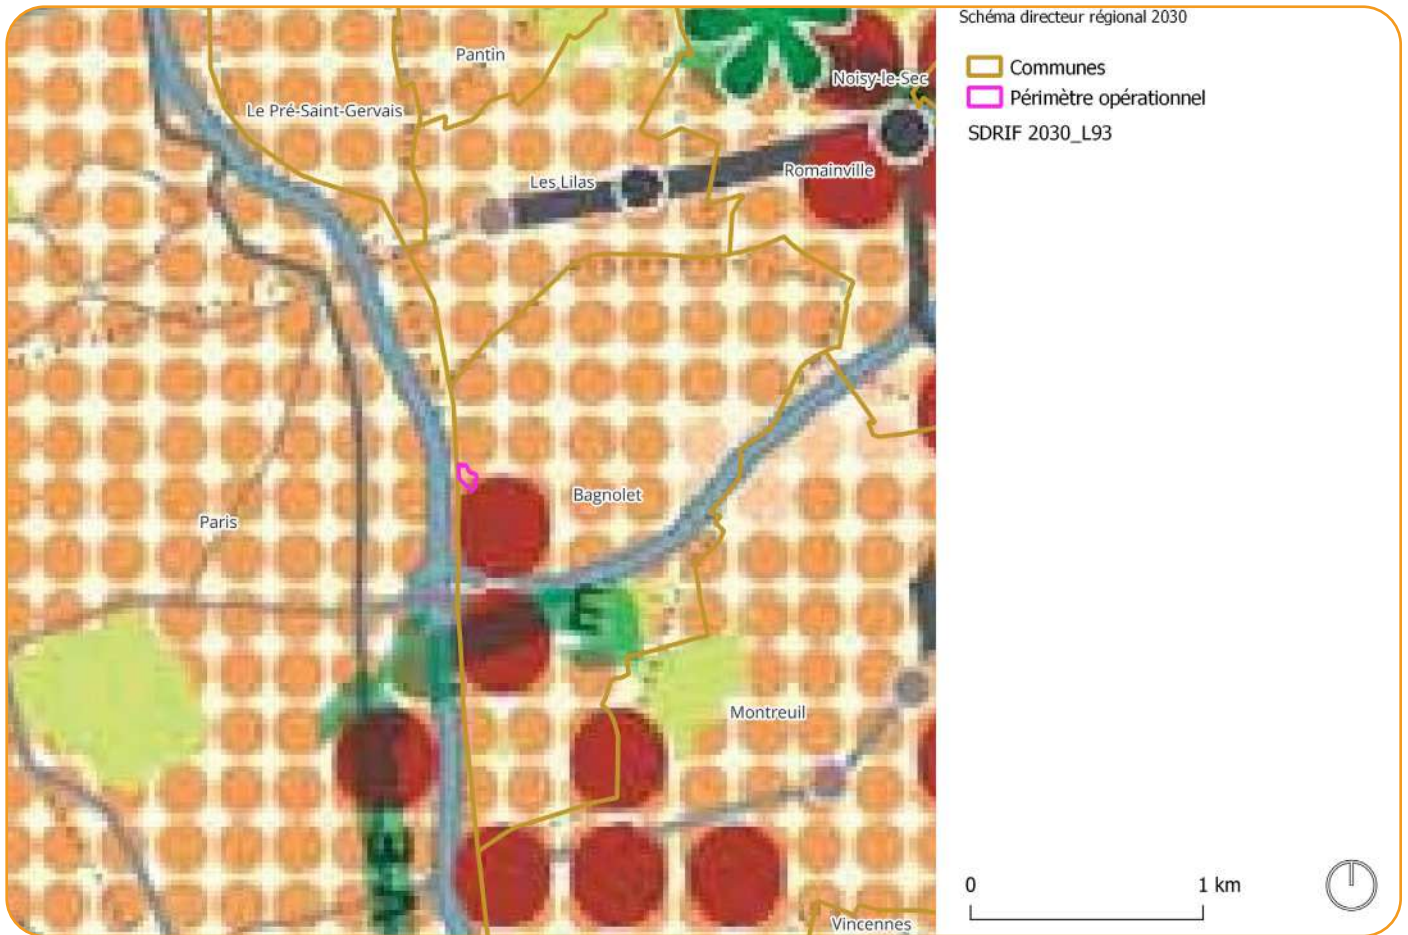 Schéma directeur régional 2030
Communes
Périmètre opérationnel
SDRIF 2030_L93
Pantin
Noisy-le-Sec
Le Pré-Saint-Gervais
Romainville
Les Lilas
Bagnolet
Paris
E
Montreuil
0 1 km
Vincennes